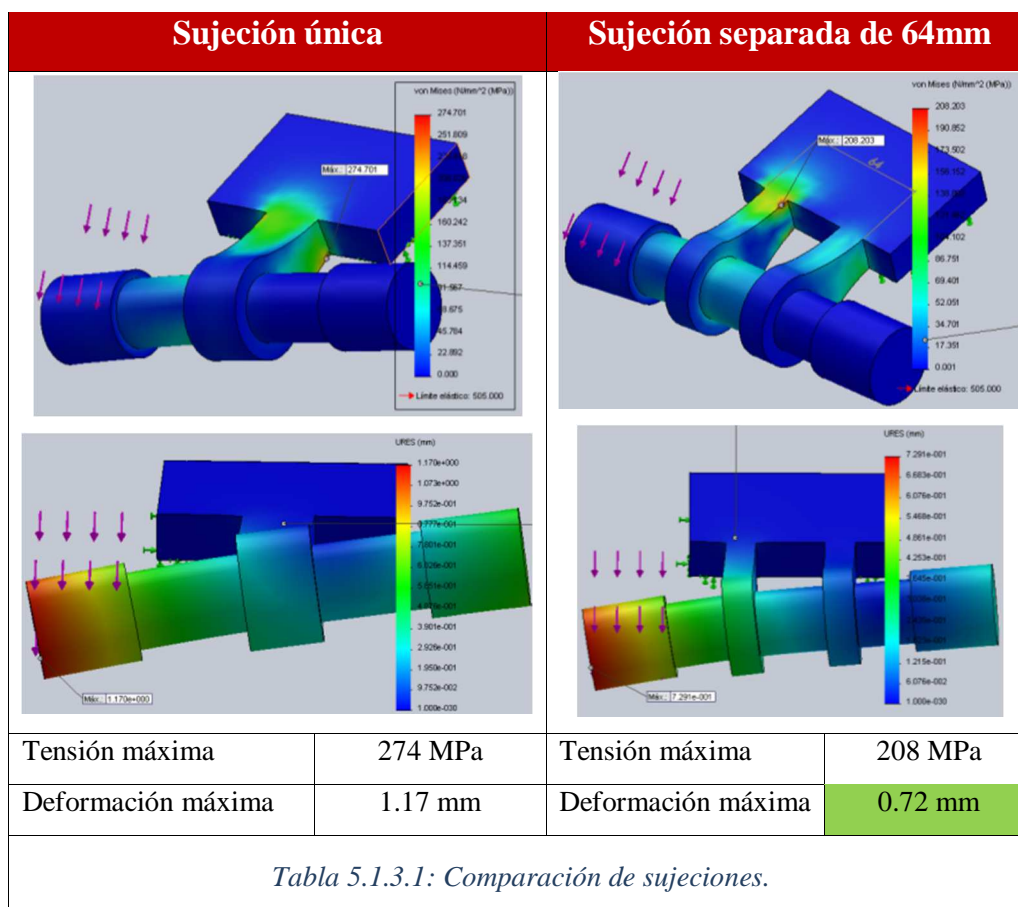 Sujeción única
Sujeción separada de 64mm
von Mises (N/mm^2 (MPa))
274.701
251.809
160.242
137.351
114.459
45.784
22.892
0.000
Límite elástico: 505.000
Máx.: 274.701
von Mises (N/mm^2 (MPa))
208.203
190.852
173.502
156.152
86.751
69.401
52.051
34.701
17.351
0.001
Límite elástico: 505.000
Máx.: 208.203
64
URES (mm)
1.170e+000
1.073e+000
9.752e-001
3.901e-001
2.926e-001
1.950e-001
9.752e-002
1.000e-030
Máx.: 1.170e+000
URES (mm)
7.291e-001
6.683e-001
6.076e-001
5.468e-001
4.861e-001
4.253e-001
1.215e-001
6.076e-002
1.000e-030
Máx.: 7.291e-001
Tensión máxima
274 MPa
Tensión máxima
208 MPa
Deformación máxima
1.17 mm
Deformación máxima
0.72 mm
Tabla 5.1.3.1: Comparación de sujeciones.